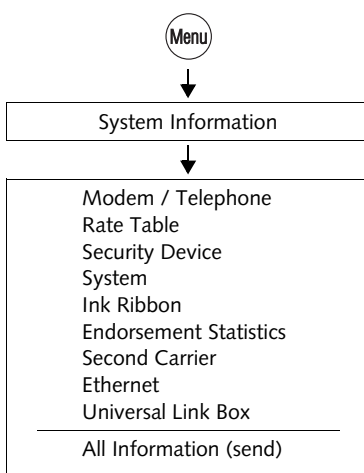 Menu
System Information
Modem / Telephone
Rate Table
Security Device
System
Ink Ribbon
Endorsement Statistics
Second Carrier
Ethernet
Universal Link Box
All Information (send)